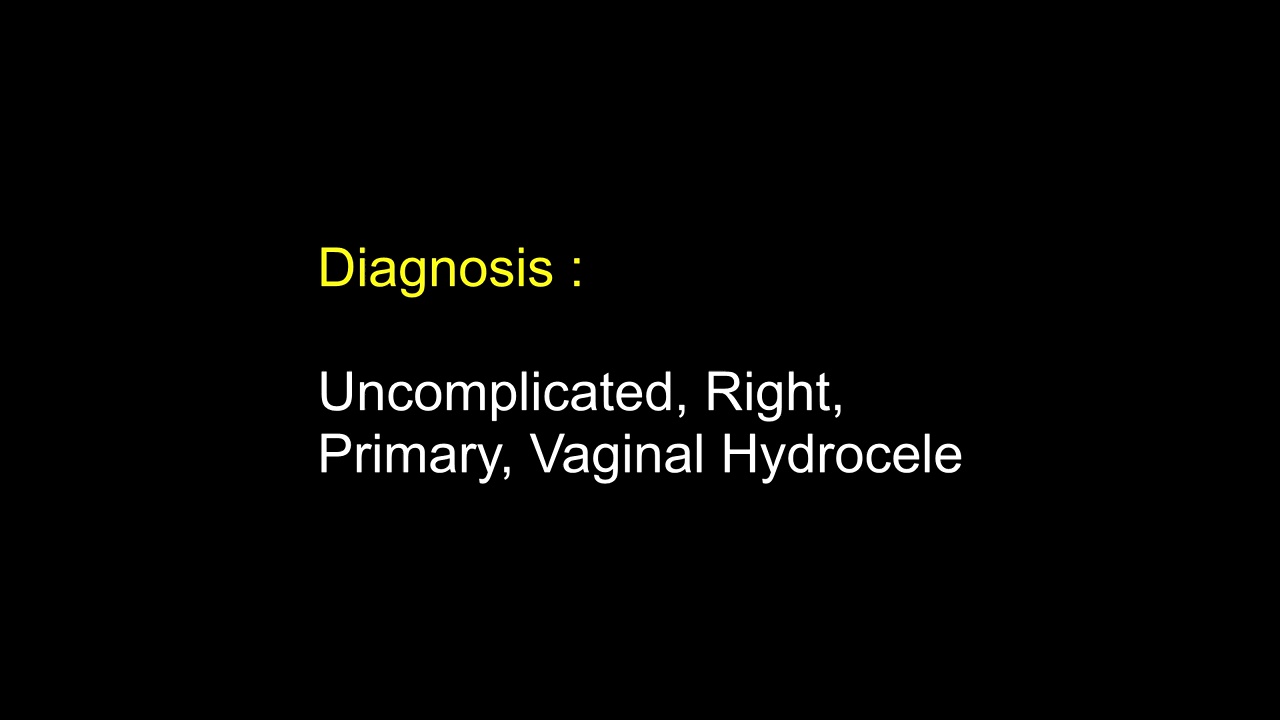 Diagnosis :
Uncomplicated, Right,
Primary, Vaginal Hydrocele